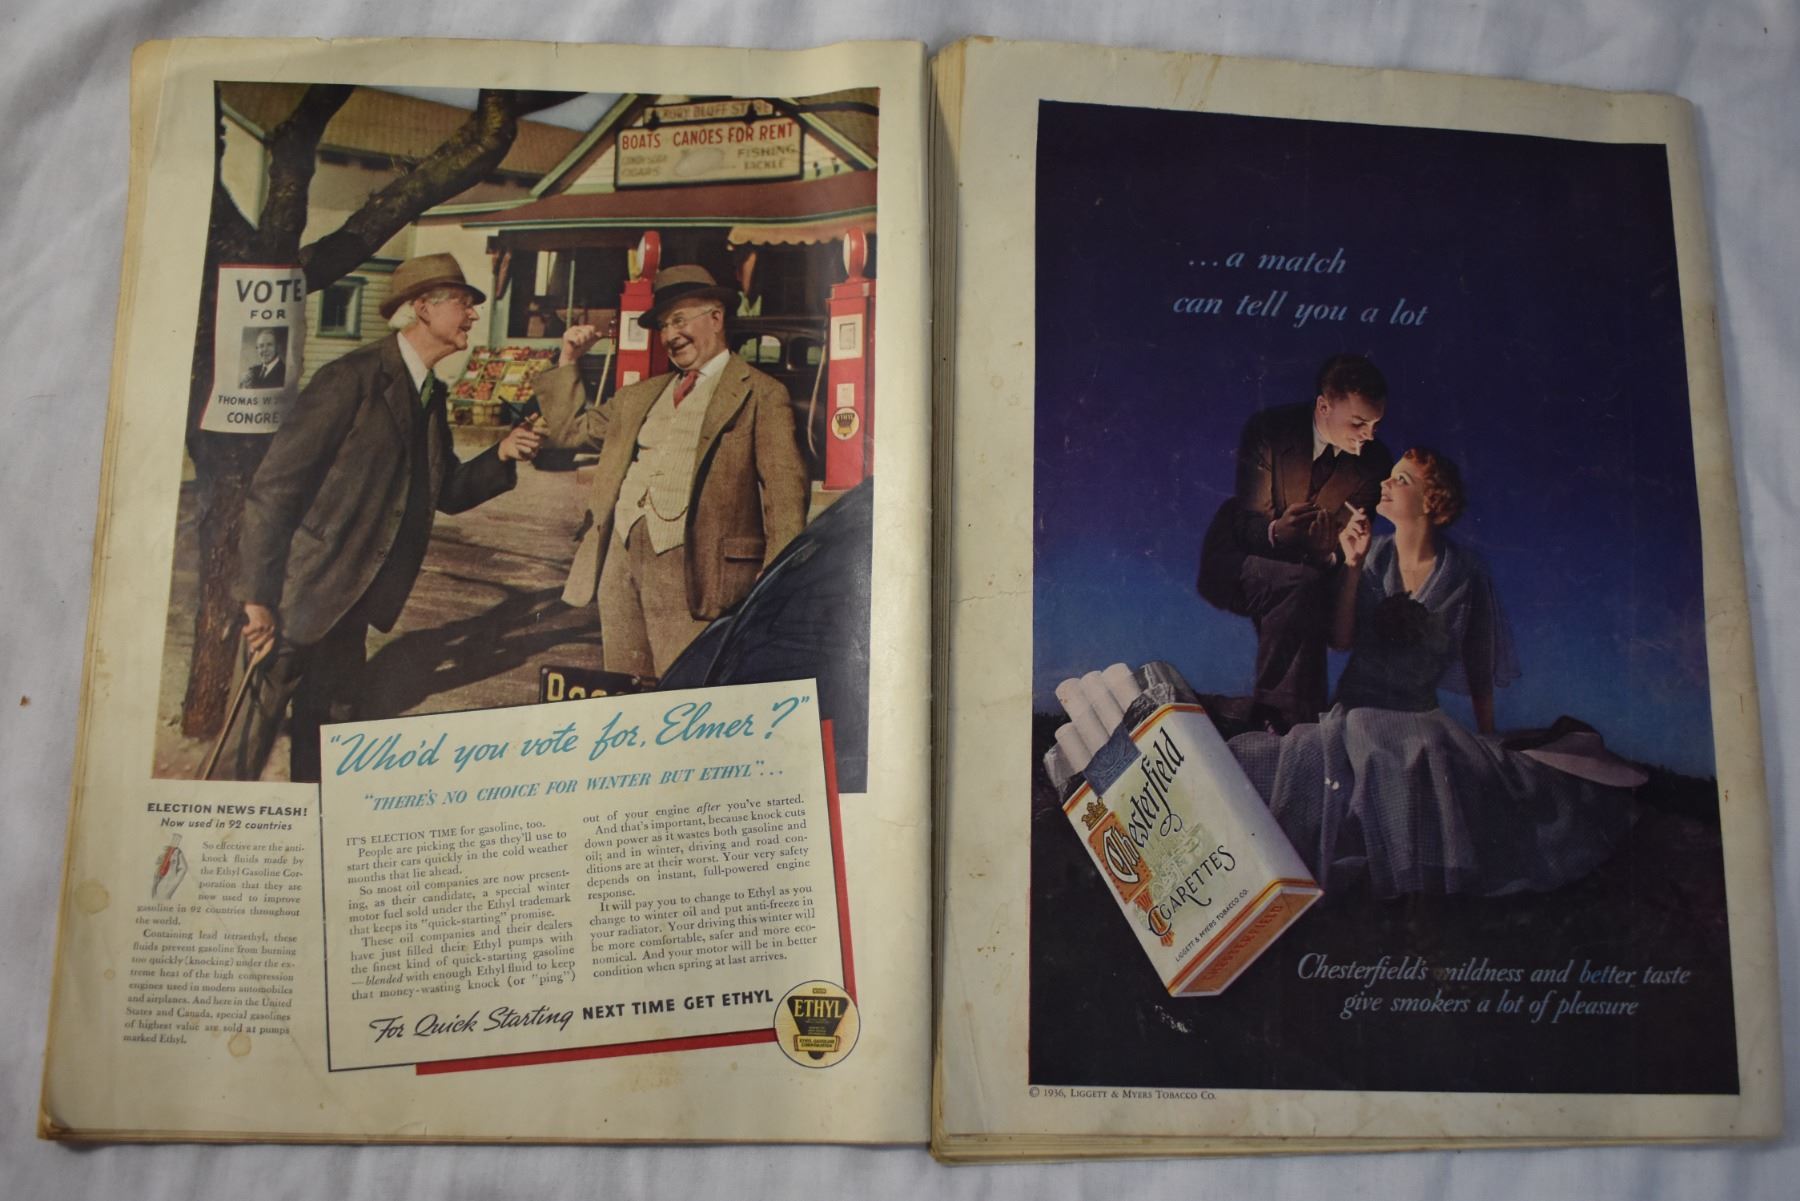 BOATS CANOES FOR RENT
FISHING
TACKLE
VOTE
FOR
THOMAS W
CONGRE
ETHYL
"Who'd you vote for, Elmer?"
"THERE'S NO CHOICE FOR WINTER BUT ETHYL"...
ELECTION NEWS FLASH!
Now used in 92 countries
So effective are the anti-
knock fluids made by
the Ethyl Gasoline Cor-
poration that they are
now used to improve
gasoline in 92 countries throughout
the world.
Containing lead tetraethyl, these
fluids prevent gasoline from burning
too quickly (knocking) under the ex-
treme heat of the high compression
engines used in modern automobiles
and airplanes. And here in the United
States and Canada, special gasolines
of highest value are sold at pumps
marked Ethyl.
IT'S ELECTION TIME for gasoline, too.
People are picking the gas they'll use to
start their cars quickly in the cold weather
months that lie ahead.
So most oil companies are now present-
ing, as their candidate, a special winter
motor fuel sold under the Ethyl trademark
that keeps its "quick-starting" promise.
These oil companies and their dealers
have just filled their Ethyl pumps with
the finest kind of quick-starting gasoline
—blended with enough Ethyl fluid to keep
that money-wasting knock (or "ping")
out of your engine after you've started.
And that's important, because knock cuts
down power as it wastes both gasoline and
oil; and in winter, driving and road con-
ditions are at their worst. Your very safety
depends on instant, full-powered engine
response.
It will pay you to change to Ethyl as you
change to winter oil and put anti-freeze in
your radiator. Your driving this winter will
be more comfortable, safer and more eco-
nomical. And your motor will be in better
condition when spring at last arrives.
For Quick Starting NEXT TIME GET ETHYL
ETHYL
ETHYL GASOLINE
CORPORATION
...a match
can tell you a lot
Chesterfield
CIGARETTES
LIGGETT & MYERS TOBACCO CO.
CHESTERFIELD
Chesterfield's mildness and better taste
give smokers a lot of pleasure
© 1936, LIGGETT & MYERS TOBACCO CO.